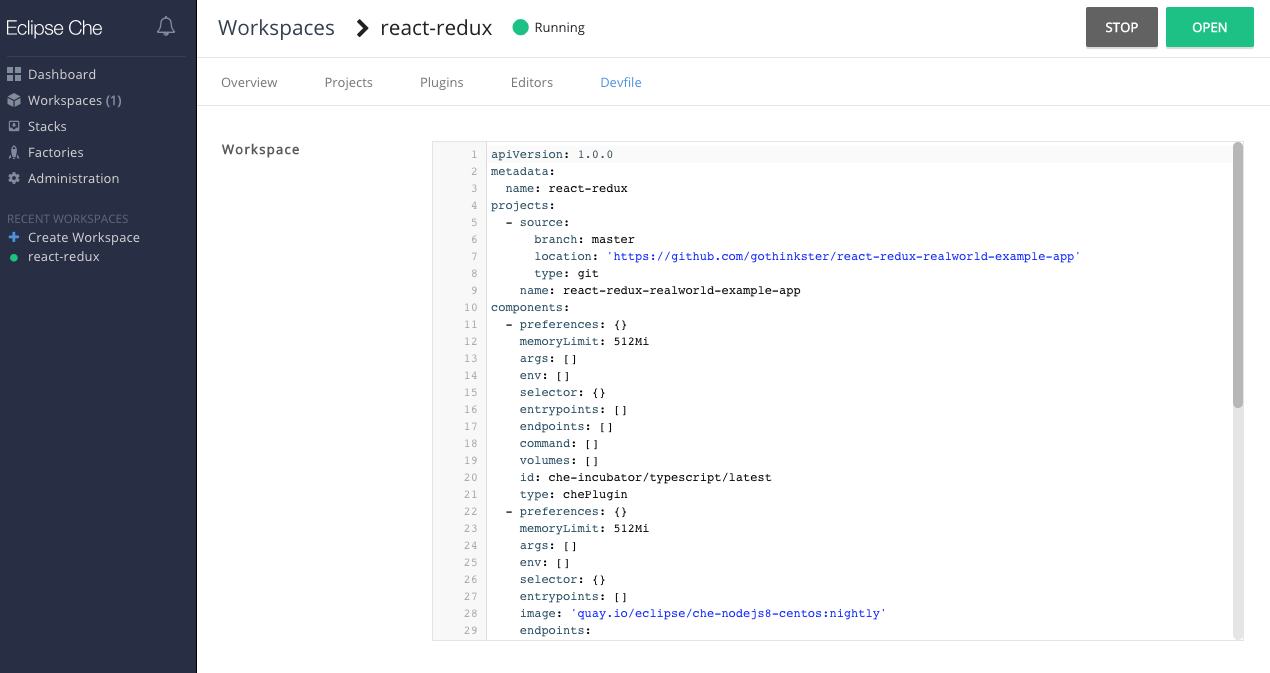 Eclipse Che
Workspaces > react-redux Running
STOP OPEN
Dashboard
Workspaces (1)
Stacks
Factories
Administration
RECENT WORKSPACES
Create Workspace
react-redux
Overview Projects Plugins Editors Devfile
Workspace
1 apiVersion: 1.0.0
2 metadata:
3   name: react-redux
4 projects:
5   - source:
6       branch: master
7       location: 'https://github.com/gothinkster/react-redux-realworld-example-app'
8       type: git
9     name: react-redux-realworld-example-app
10 components:
11   - preferences: {}
12     memoryLimit: 512Mi
13     args: []
14     env: []
15     selector: {}
16     entrypoints: []
17     endpoints: []
18     command: []
19     volumes: []
20     id: che-incubator/typescript/latest
21     type: chePlugin
22   - preferences: {}
23     memoryLimit: 512Mi
24     args: []
25     env: []
26     selector: {}
27     entrypoints: []
28     image: 'quay.io/eclipse/che-nodejs8-centos:nightly'
29     endpoints: